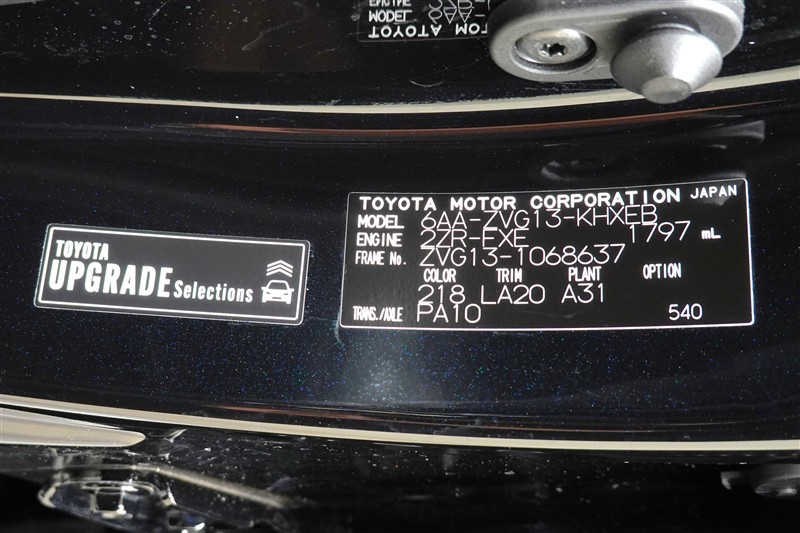 TOYOTA
UPGRADE Selections
TOYOTA MOTOR CORPORATION JAPAN
MODEL 6AA-ZVG13-KHXEB
ENGINE 2ZR-FXE 1797 mL
FRAME No. ZVG13-1068637
COLOR TRIM PLANT OPTION
218 LA20 A31
TRANS./AXLE PA10 540